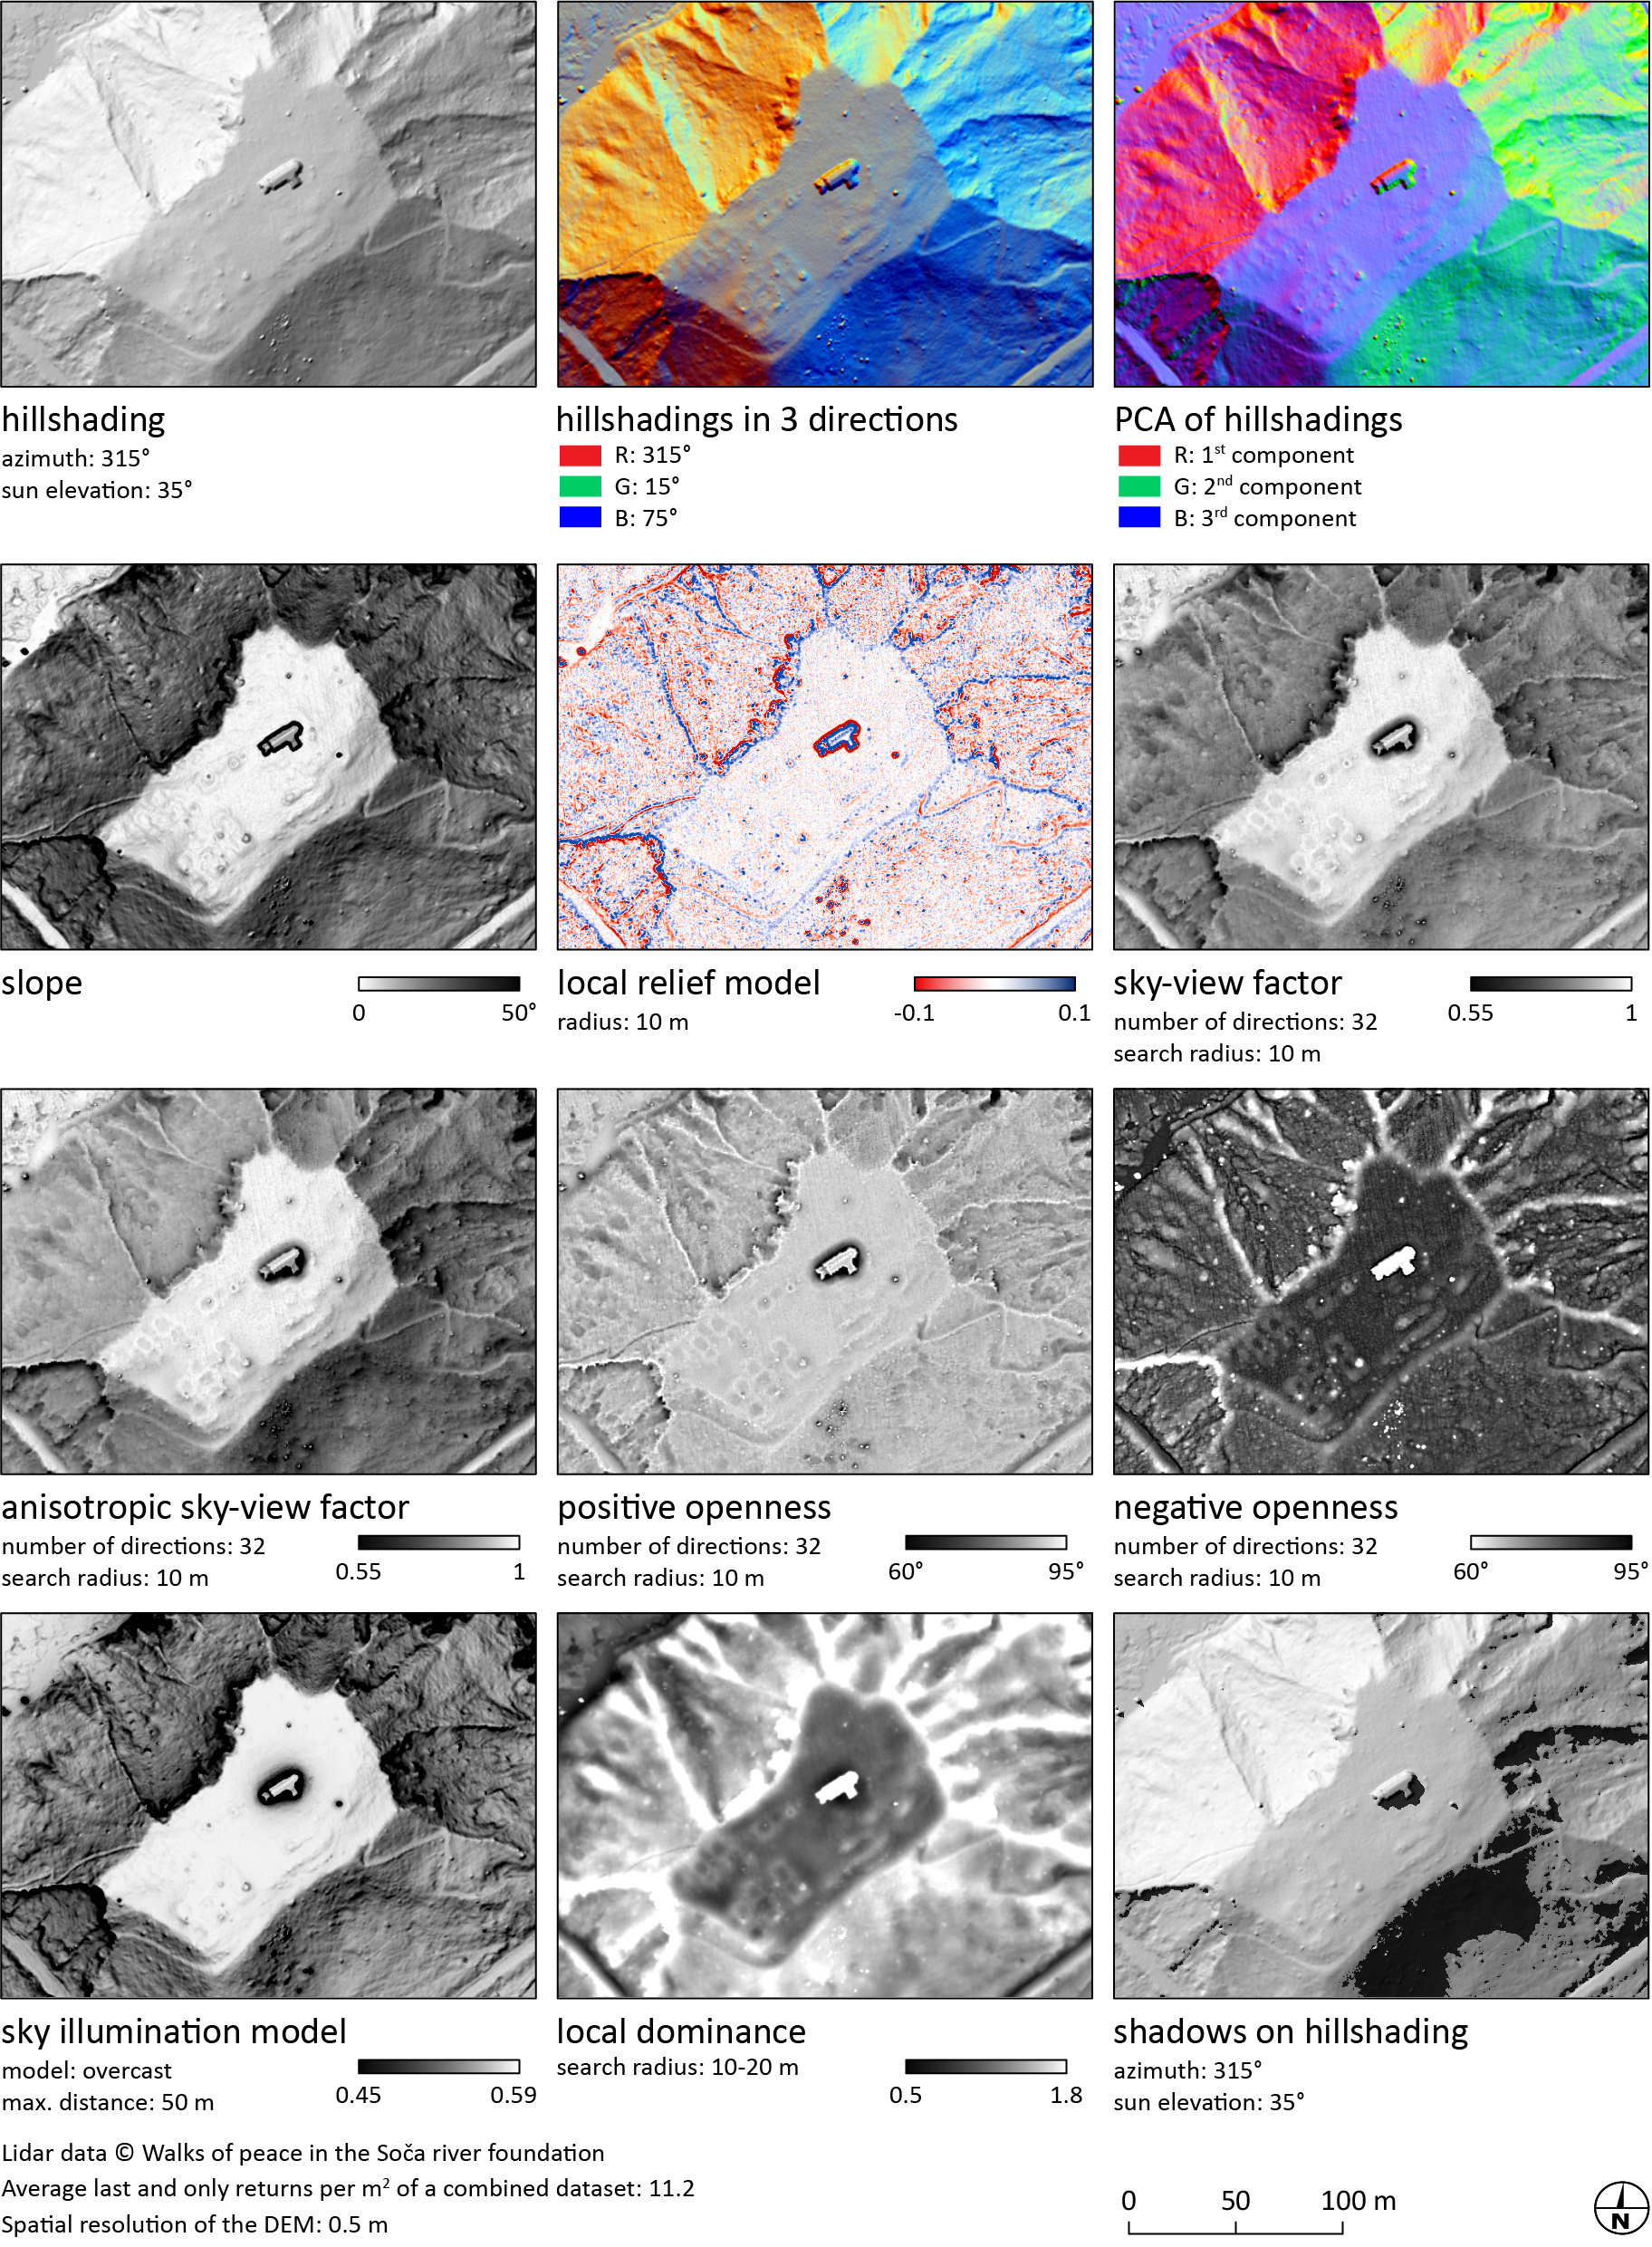 hillshading
azimuth: 315°
sun elevation: 35°
hillshadings in 3 directions
R: 315°
G: 15°
B: 75°
PCA of hillshadings
R: 1st component
G: 2nd component
B: 3rd component
slope
0 50°
local relief model
radius: 10 m
-0.1 0.1
sky-view factor
number of directions: 32
search radius: 10 m
0.55 1
anisotropic sky-view factor
number of directions: 32
search radius: 10 m
0.55 1
positive openness
number of directions: 32
search radius: 10 m
60° 95°
negative openness
number of directions: 32
search radius: 10 m
60° 95°
sky illumination model
model: overcast
max. distance: 50 m
0.45 0.59
local dominance
search radius: 10-20 m
0.5 1.8
shadows on hillshading
azimuth: 315°
sun elevation: 35°
Lidar data © Walks of peace in the Soča river foundation
Average last and only returns per m2 of a combined dataset: 11.2
Spatial resolution of the DEM: 0.5 m
0 50 100 m
N